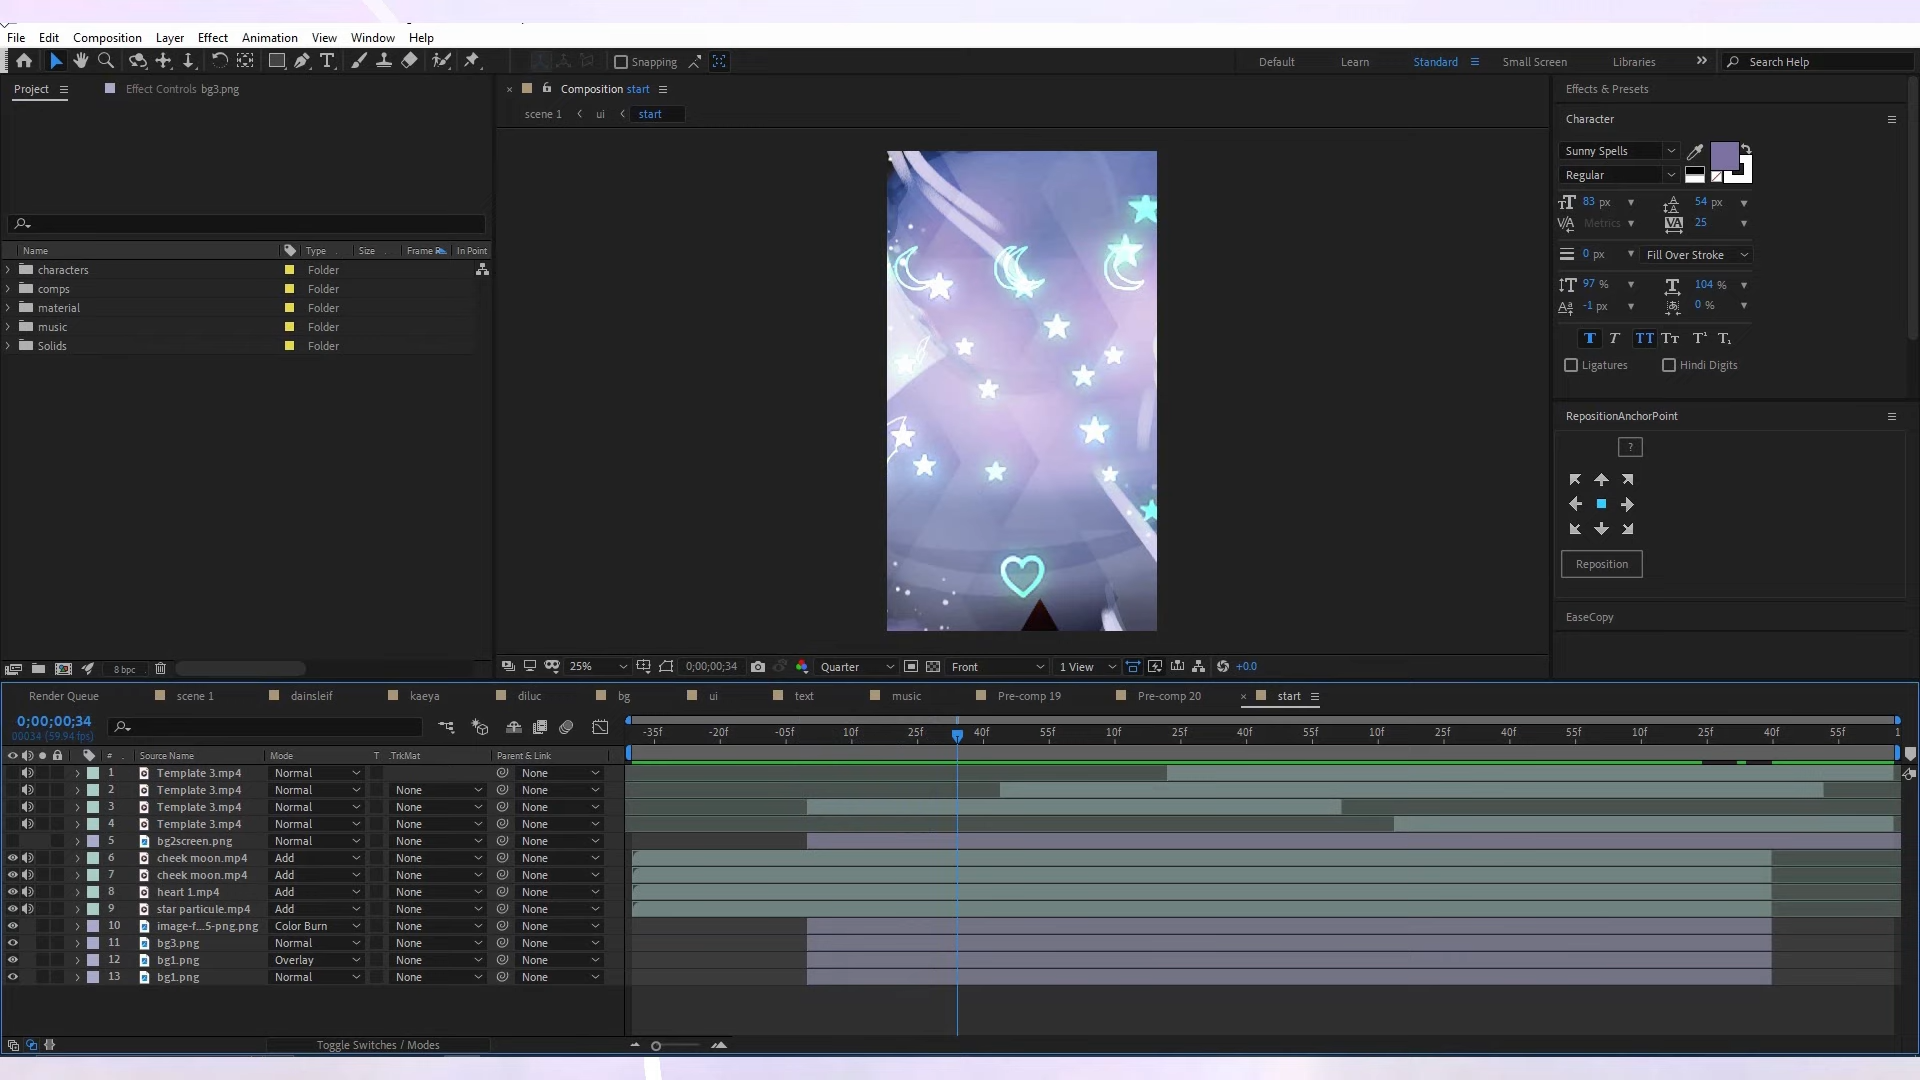 File Edit Composition Layer Effect Animation View Window Help
Snapping
Default Learn Standard Small Screen Libraries Search Help
Project Effect Controls bg3.png
Composition start
scene 1 ui start
Effects & Presets
Character
Sunny Spells
Regular
83 px 54 px
Metrics 25
0 px Fill Over Stroke
97 % 104 %
-1 px 0 %
Ligatures Hindi Digits
RepositionAnchorPoint
?
Reposition
EaseCopy
Name Type Size Frame In Point
characters Folder
comps Folder
material Folder
music Folder
Solids Folder
8 bpc
25% 0;00;00;34 Quarter Front 1 View +0.0
Render Queue scene 1 dainsleif kaeya diluc bg ui text music Pre-comp 19 Pre-comp 20 start
0;00;00;34
00034 (59.94 fps)
-35f -20f -05f 10f 25f 40f 55f 10f 25f 40f 55f 10f 25f 40f 55f 10f 25f 40f 55f 1
# Source Name Mode T .TrkMat Parent & Link
1 Template 3.mp4 Normal None
2 Template 3.mp4 Normal None None
3 Template 3.mp4 Normal None None
4 Template 3.mp4 Normal None None
5 bg2screen.png Normal None None
6 cheek moon.mp4 Add None None
7 cheek moon.mp4 Add None None
8 heart 1.mp4 Add None None
9 star particule.mp4 Add None None
10 image-f...5-png.png Color Burn None None
11 bg3.png Normal None None
12 bg1.png Overlay None None
13 bg1.png Normal None None
Toggle Switches / Modes